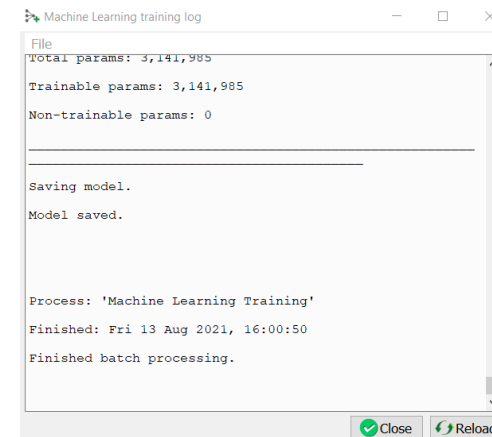 Machine Learning training log
File
Total params: 3,141,985
Trainable params: 3,141,985
Non-trainable params: 0
Saving model.
Model saved.
Process: 'Machine Learning Training'
Finished: Fri 13 Aug 2021, 16:00:50
Finished batch processing.
Close
Reload